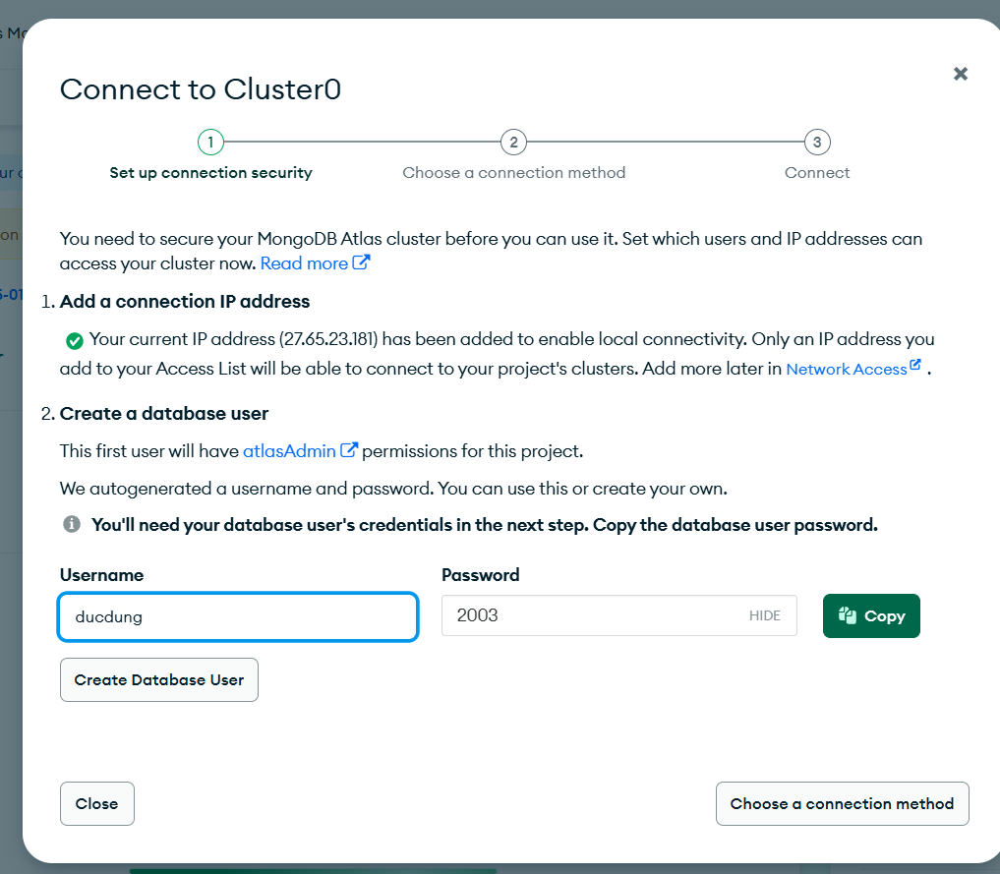 s Mo
Connect to Cluster0
1
2
3
Set up connection security
Choose a connection method
Connect
ur c
on
You need to secure your MongoDB Atlas cluster before you can use it. Set which users and IP addresses can
access your cluster now. Read more
6-01
1. Add a connection IP address
Your current IP address (27.65.23.181) has been added to enable local connectivity. Only an IP address you
add to your Access List will be able to connect to your project's clusters. Add more later in Network Access .
2. Create a database user
This first user will have atlasAdmin permissions for this project.
We autogenerated a username and password. You can use this or create your own.
You'll need your database user's credentials in the next step. Copy the database user password.
Username
Password
ducdung
2003
HIDE
Copy
Create Database User
Close
Choose a connection method